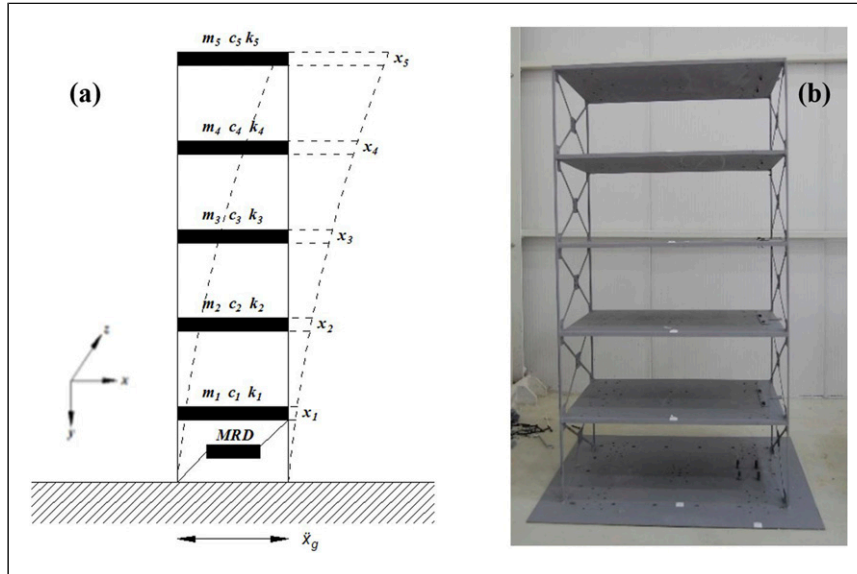 (a)
(b)
m5 c5 k5
x5
m4 c4 k4
x4
m3 c3 k3
x3
m2 c2 k2
x2
m1 c1 k1
x1
MRD
z
x
y
ẍg